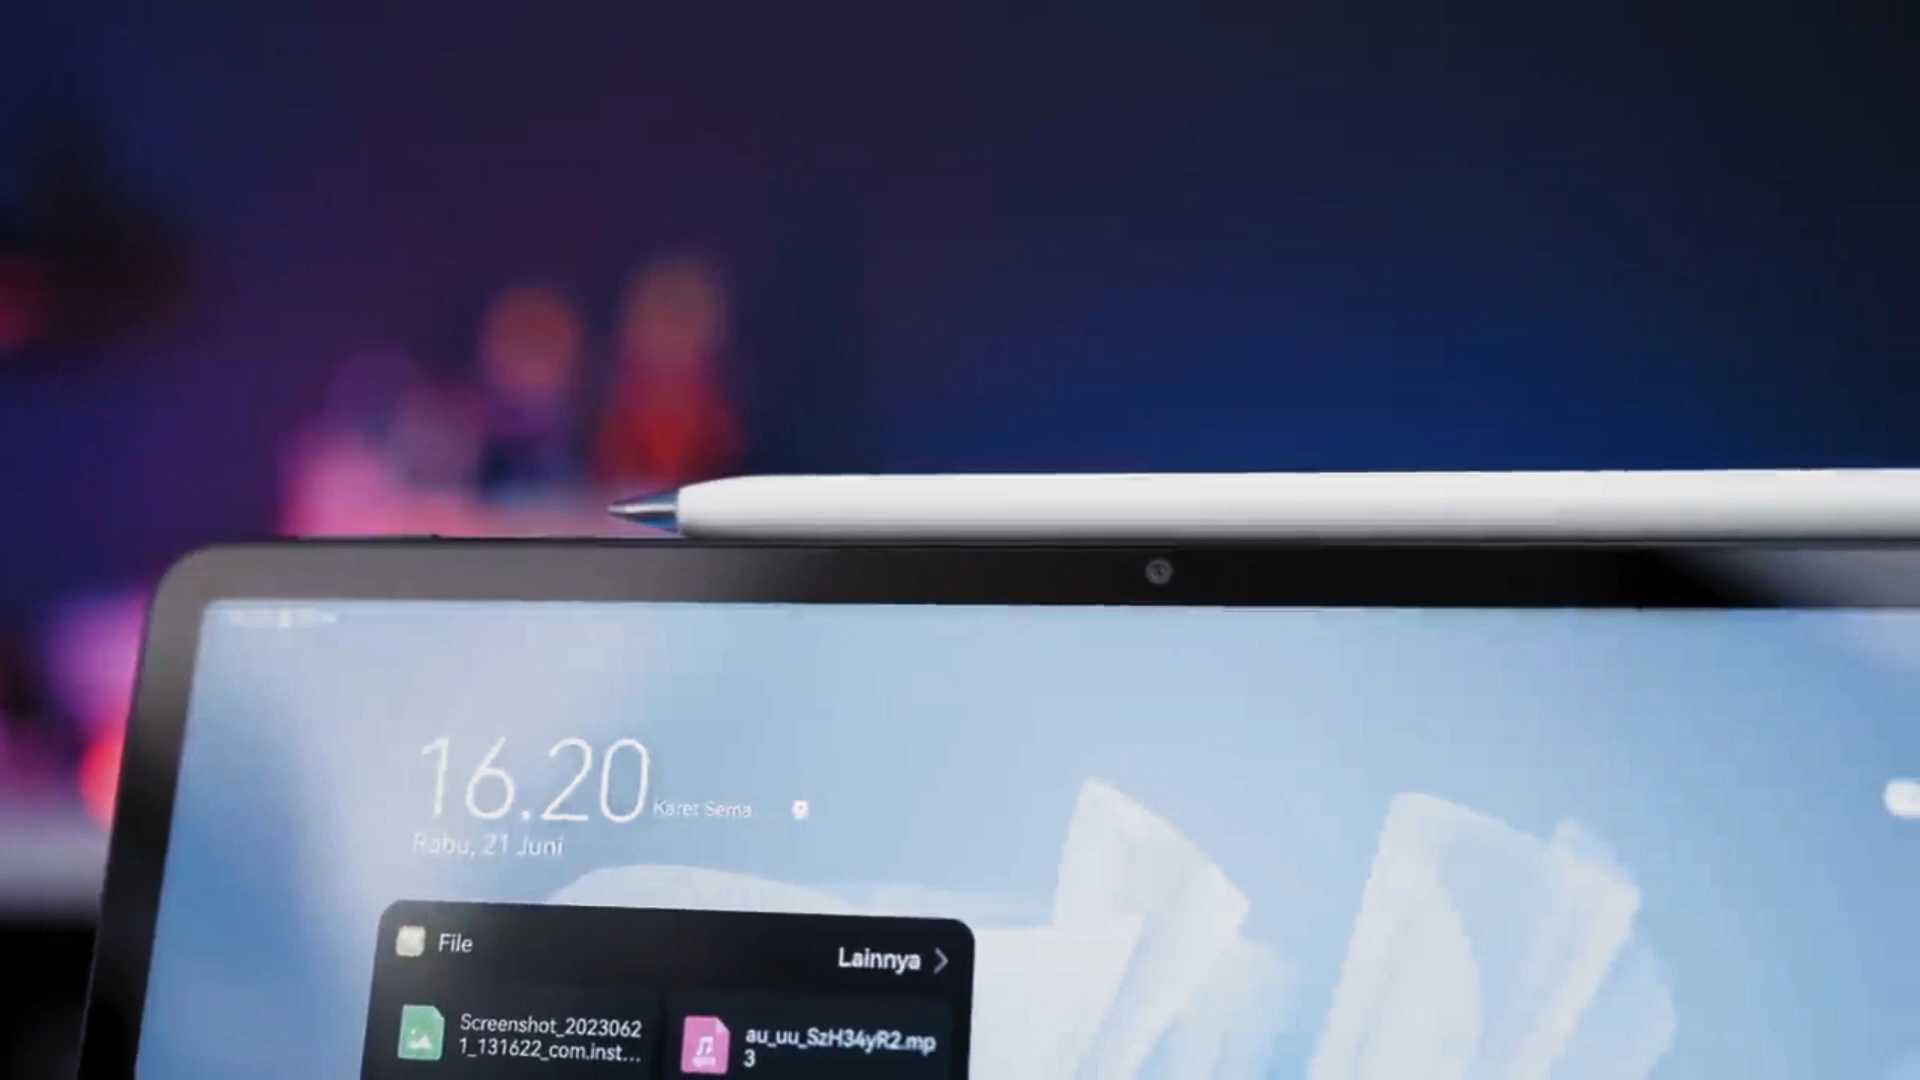 16.20 Karet Sema...
Rabu, 21 Juni
File
Lainnya
Screenshot_2023062
1_131622_com.inst...
au_uu_SzH34yR2.mp
3